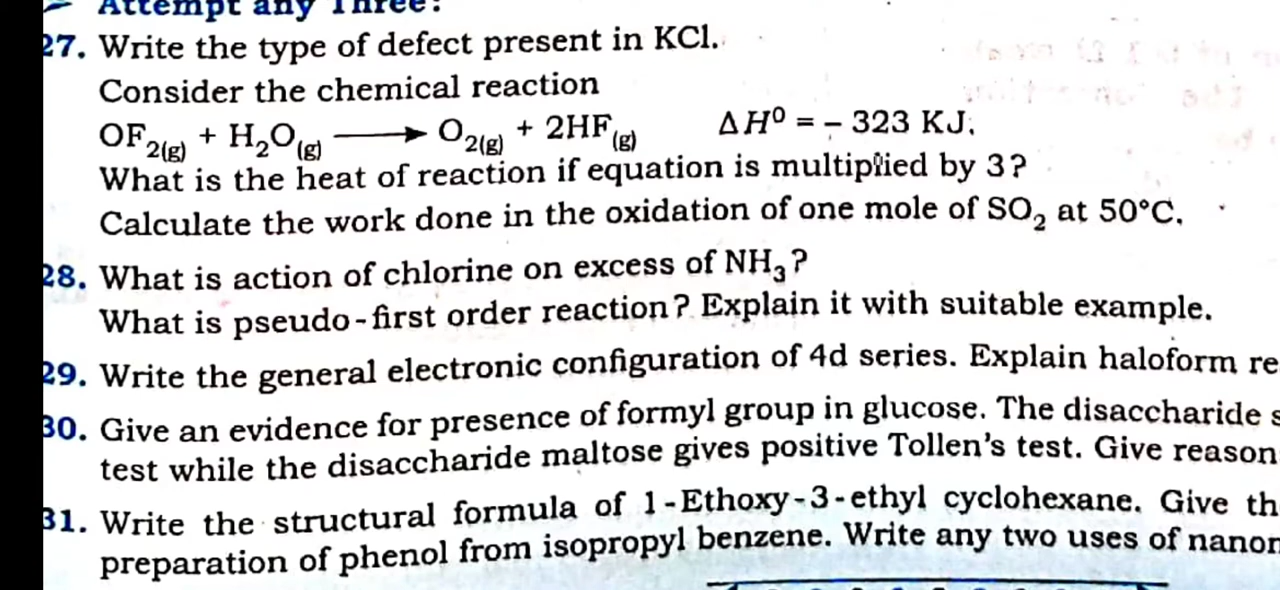 Attempt any Three:
27. Write the type of defect present in KCl.
Consider the chemical reaction
OF₂(g) + H₂O(g) ⟶ O₂(g) + 2HF(g) ΔH⁰ = – 323 KJ.
What is the heat of reaction if equation is multiplied by 3?
Calculate the work done in the oxidation of one mole of SO₂ at 50°C.
28. What is action of chlorine on excess of NH₃?
What is pseudo-first order reaction? Explain it with suitable example.
29. Write the general electronic configuration of 4d series. Explain haloform re
30. Give an evidence for presence of formyl group in glucose. The disaccharide s
test while the disaccharide maltose gives positive Tollen's test. Give reason
31. Write the structural formula of 1-Ethoxy-3-ethyl cyclohexane. Give th
preparation of phenol from isopropyl benzene. Write any two uses of nanor